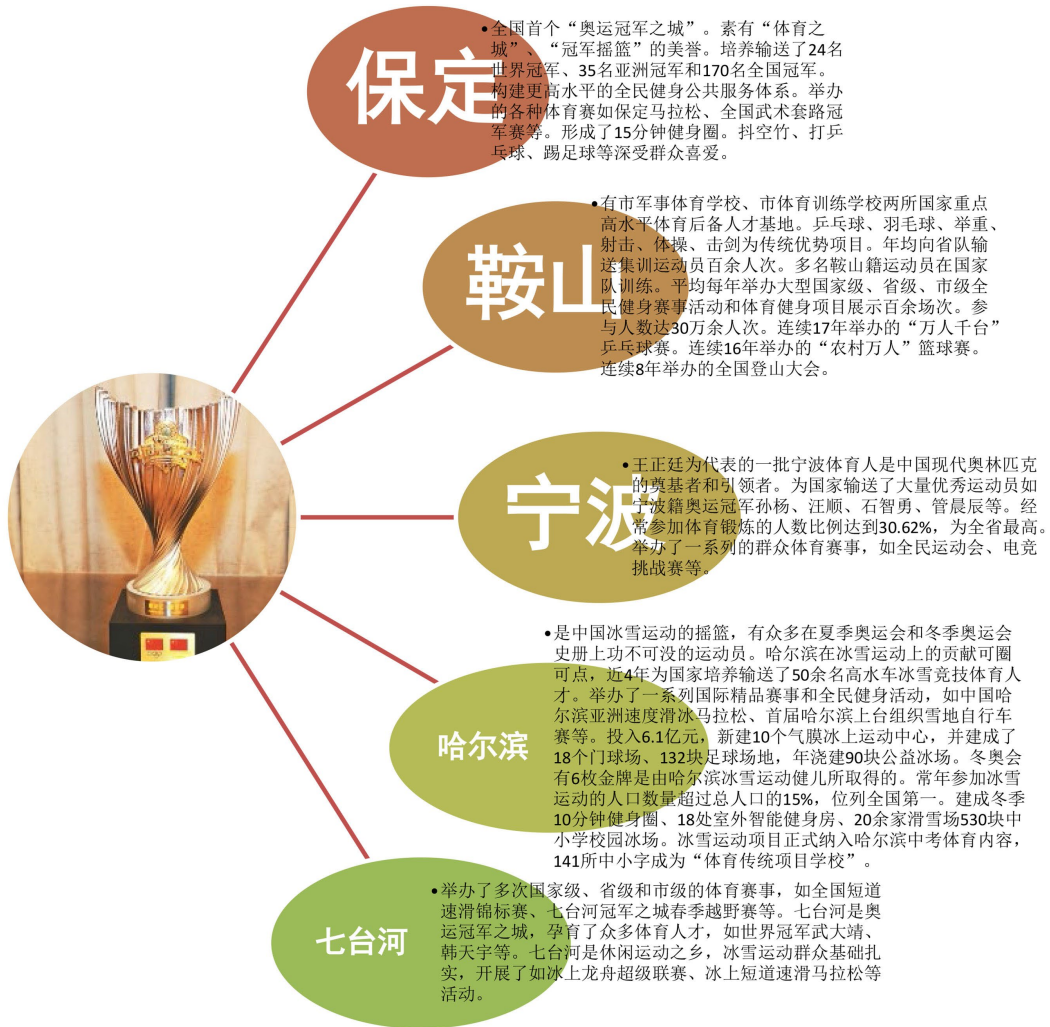 保定
•全国首个“奥运冠军之城”。素有“体育之
城”、“冠军摇篮”的美誉。培养输送了24名
世界冠军、35名亚洲冠军和170名全国冠军。
构建更高水平的全民健身公共服务体系。举办
的各种体育赛如保定马拉松、全国武术套路冠
军赛等。形成了15分钟健身圈。抖空竹、打乒
乓球、踢足球等深受群众喜爱。
鞍山
•有市军事体育学校、市体育训练学校两所国家重点
高水平体育后备人才基地。乒乓球、羽毛球、举重、
射击、体操、击剑为传统优势项目。年均向省队输
送集训运动员百余人次。多名鞍山籍运动员在国家
队训练。平均每年举办大型国家级、省级、市级全
民健身赛事活动和体育健身项目展示百余场次。参
与人数达30万余人次。连续17年举办的“万人千台”
乒乓球赛。连续16年举办的“农村万人”篮球赛。
连续8年举办的全国登山大会。
宁波
•王正廷为代表的一批宁波体育人是中国现代奥林匹克
的奠基者和引领者。为国家输送了大量优秀运动员如
宁波籍奥运冠军孙杨、汪顺、石智勇、管晨辰等。经
常参加体育锻炼的人数比例达到30.62%，为全省最高。
举办了一系列的群众体育赛事，如全民运动会、电竞
挑战赛等。
哈尔滨
•是中国冰雪运动的摇篮，有众多在夏季奥运会和冬季奥运会
史册上功不可没的运动员。哈尔滨在冰雪运动上的贡献可圈
可点，近4年为国家培养输送了50余名高水车冰雪竞技体育人
才。举办了一系列国际精品赛事和全民健身活动，如中国哈
尔滨亚洲速度滑冰马拉松、首届哈尔滨上台组织雪地自行车
赛等。投入6.1亿元，新建10个气膜冰上运动中心，并建成了
18个门球场、132块足球场地，年浇建90块公益冰场。冬奥会
有6枚金牌是由哈尔滨冰雪运动健儿所取得的。常年参加冰雪
运动的人口数量超过总人口的15%，位列全国第一。建成冬季
10分钟健身圈、18处室外智能健身房、20余家滑雪场530块中
小学校园冰场。冰雪运动项目正式纳入哈尔滨中考体育内容，
141所中小字成为“体育传统项目学校”。
七台河
•举办了多次国家级、省级和市级的体育赛事，如全国短道
速滑锦标赛、七台河冠军之城春季越野赛等。七台河是奥
运冠军之城，孕育了众多体育人才，如世界冠军武大靖、
韩天宇等。七台河是休闲运动之乡，冰雪运动群众基础扎
实，开展了如冰上龙舟超级联赛、冰上短道速滑马拉松等
活动。